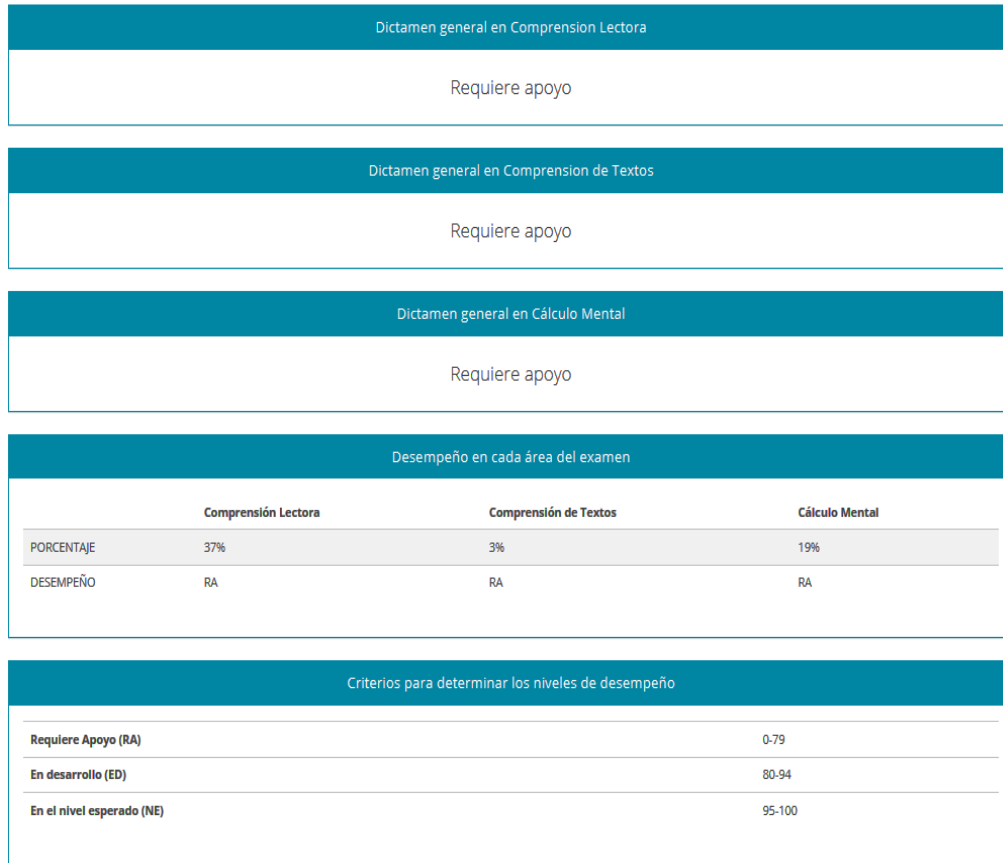 Dictamen general en Comprension Lectora
Requiere apoyo
Dictamen general en Comprension de Textos
Requiere apoyo
Dictamen general en Cálculo Mental
Requiere apoyo
Desempeño en cada área del examen
Comprensión Lectora Comprensión de Textos Cálculo Mental
PORCENTAJE 37% 3% 19%
DESEMPEÑO RA RA RA
Criterios para determinar los niveles de desempeño
Requiere Apoyo (RA) 0-79
En desarrollo (ED) 80-94
En el nivel esperado (NE) 95-100